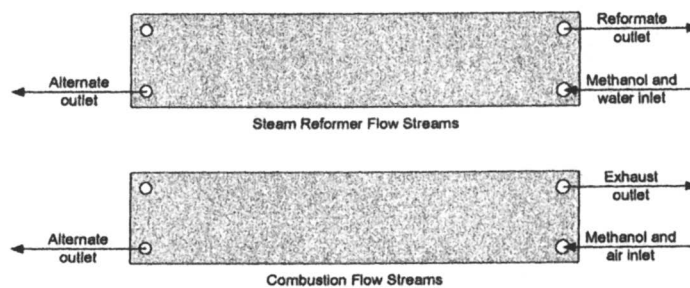 Reformate
outlet
Alternate
outlet
Methanol and
water inlet
Steam Reformer Flow Streams
Exhaust
outlet
Alternate
outlet
Methanol and
air inlet
Combustion Flow Streams